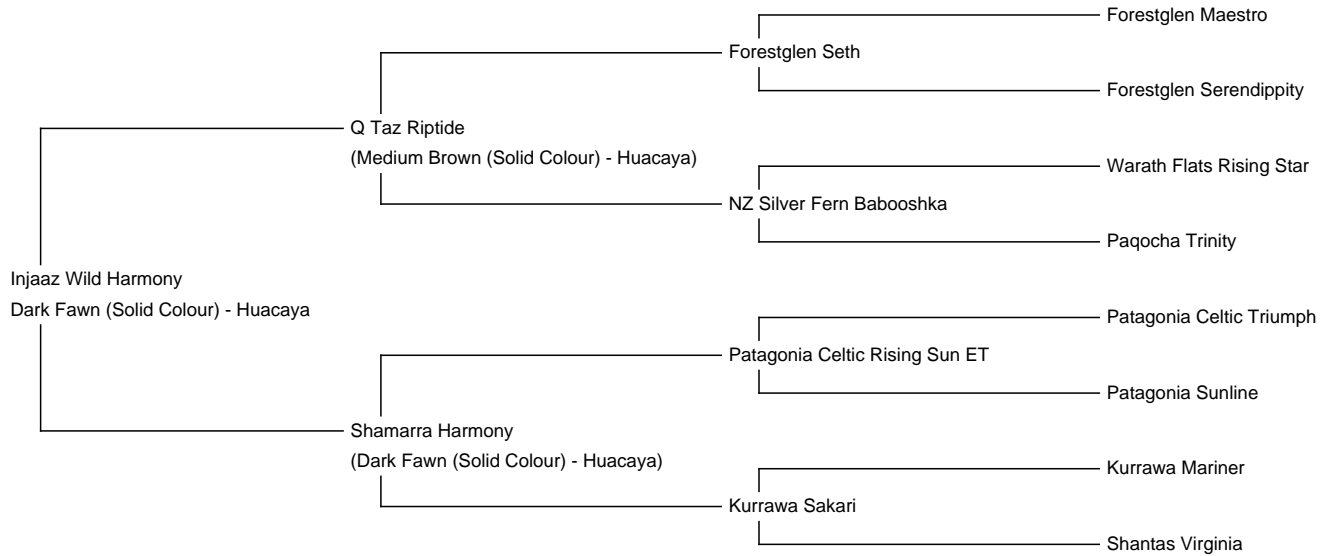 Forestglen Maestro
Forestglen Seth
Forestglen Serendippity
Q Taz Riptide
(Medium Brown (Solid Colour) - Huacaya)
Warath Flats Rising Star
NZ Silver Fern Babooshka
Paqocha Trinity
Injaaz Wild Harmony
Dark Fawn (Solid Colour) - Huacaya
Patagonia Celtic Triumph
Patagonia Celtic Rising Sun ET
Patagonia Sunline
Shamarra Harmony
(Dark Fawn (Solid Colour) - Huacaya)
Kurrawa Mariner
Kurrawa Sakari
Shantas Virginia